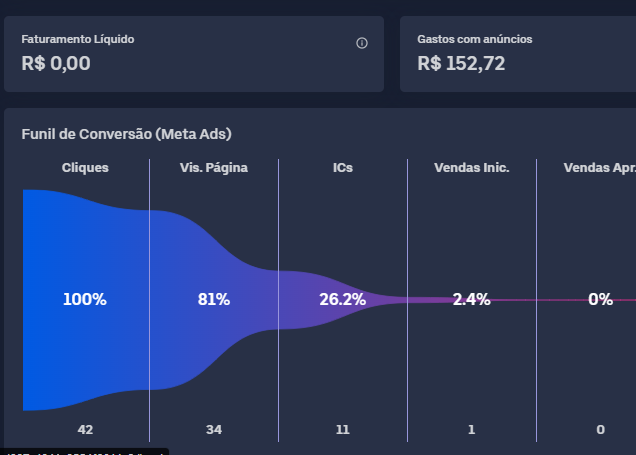 Faturamento Líquido
R$ 0,00
Gastos com anúncios
R$ 152,72
Funil de Conversão (Meta Ads)
Cliques Vis. Página ICs Vendas Inic. Vendas Apr.
100% 81% 26.2% 2.4% 0%
42 34 11 1 0